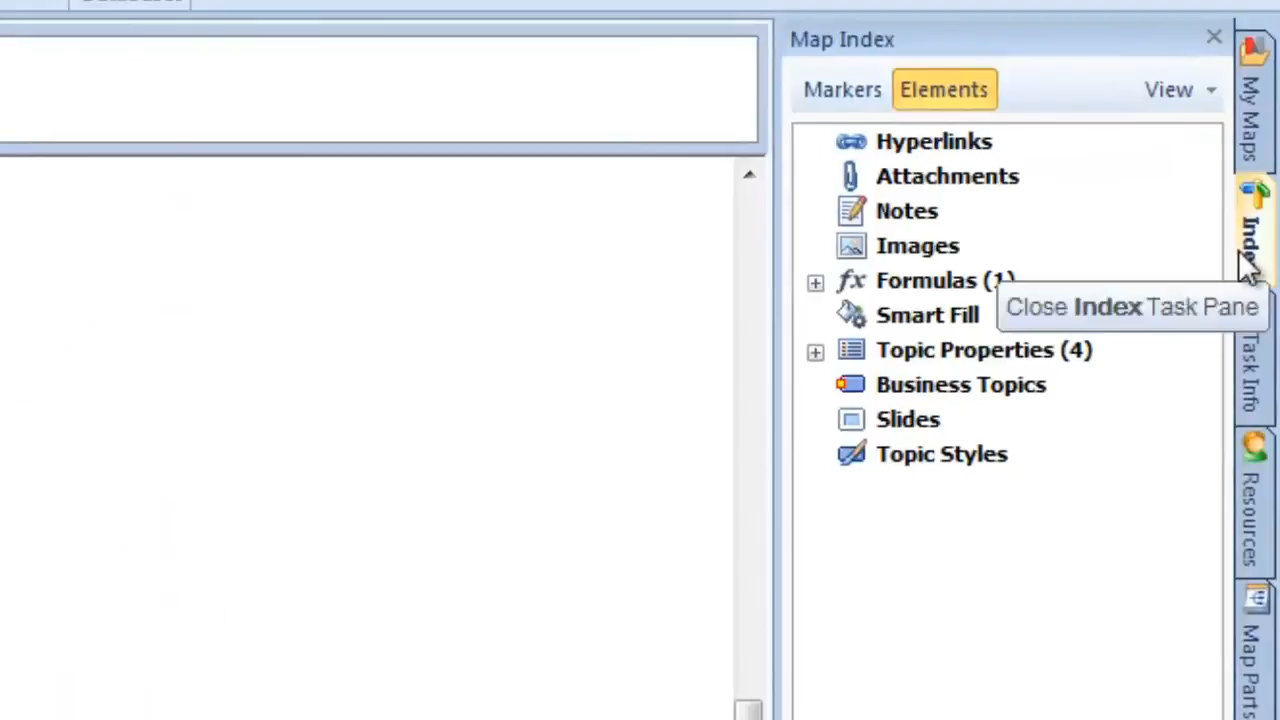 Map Index
Markers Elements View
Hyperlinks
Attachments
Notes
Images
Formulas (1)
Smart Fill
Topic Properties (4)
Business Topics
Slides
Topic Styles
Close Index Task Pane
My Maps
Task Info
Resources
Map Parts